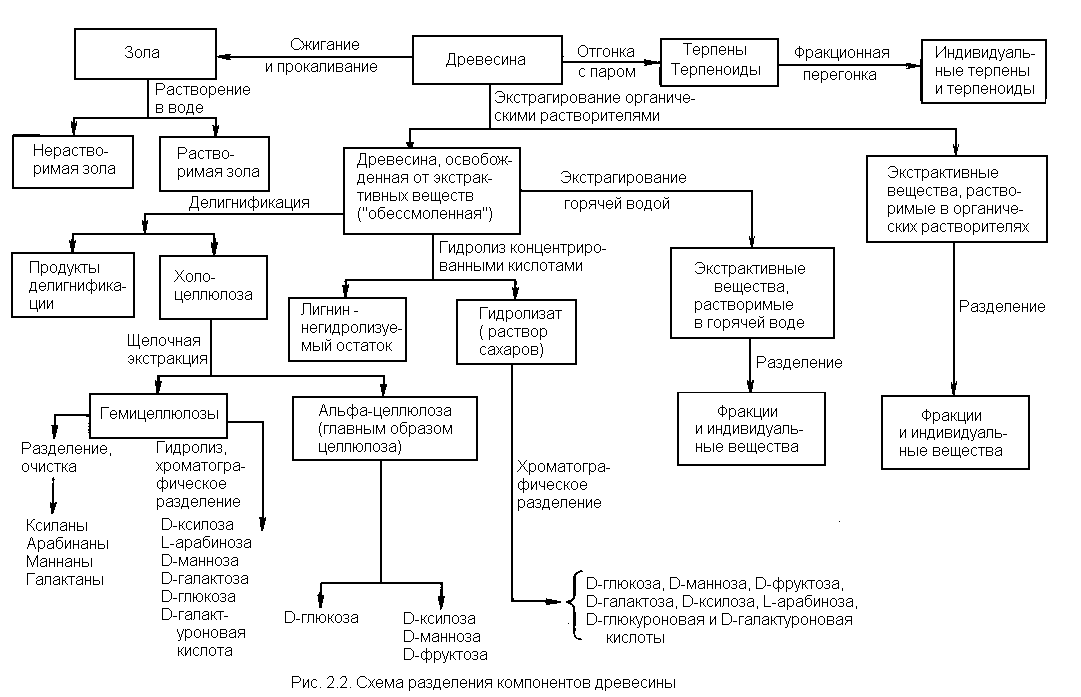 Зола
Сжигание
и прокаливание
Древесина
Отгонка
с паром
Терпены
Терпеноиды
Фракционная
перегонка
Индивидуаль-
ные терпены
и терпеноиды
Растворение
в воде
Экстрагирование органиче-
скими растворителями
Нераство-
римая зола
Раство-
римая зола
Древесина, освобож-
денная от экстрак-
тивных веществ
("обессмоленная")
Экстрагирование
горячей водой
Экстрактивные
вещества, раство-
римые в органиче-
ских растворителях
Делигнификация
Гидролиз концентриро-
ванными кислотами
Продукты
делигнифика-
ции
Холо-
целлюлоза
Лигнин -
негидролизуе-
мый остаток
Гидролизат
( раствор
сахаров)
Экстрактивные
вещества,
растворимые
в горячей воде
Разделение
Щелочная
экстракция
Разделение
Гемицеллюлозы
Альфа-целлюлоза
(главным образом
целлюлоза)
Фракции
и индивидуаль-
ные вещества
Фракции
и индивидуаль-
ные вещества
Разделение,
очистка
Гидролиз,
хроматогра-
фическое
разделение
Хроматогра-
фическое
разделение
Ксиланы
Арабинаны
Маннаны
Галактаны
D-ксилоза
L-арабиноза
D-манноза
D-галактоза
D-глюкоза
D-галакт-
уроновая
кислота
D-глюкоза
D-ксилоза
D-манноза
D-фруктоза
D-глюкоза, D-манноза, D-фруктоза,
D-галактоза, D-ксилоза, L-арабиноза,
D-глюкуроновая и D-галактуроновая
кислоты
Рис. 2.2. Схема разделения компонентов древесины